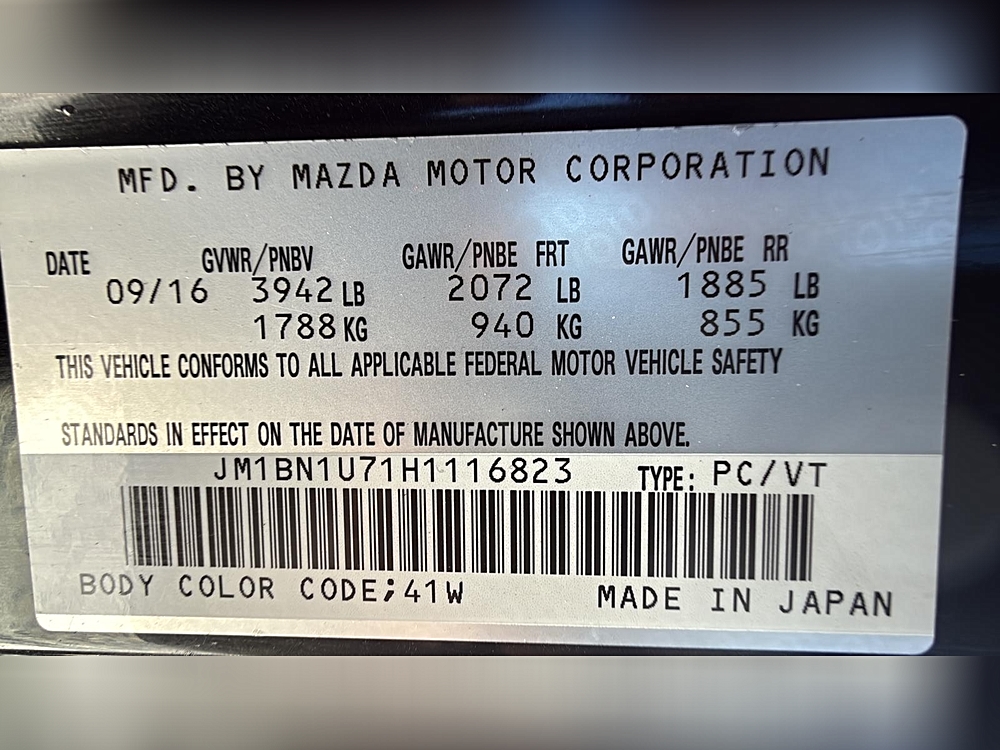 MFD. BY MAZDA MOTOR CORPORATION
DATE GVWR/PNBV GAWR/PNBE FRT GAWR/PNBE RR
09/16 3942 LB 2072 LB 1885 LB
1788 KG 940 KG 855 KG
THIS VEHICLE CONFORMS TO ALL APPLICABLE FEDERAL MOTOR VEHICLE SAFETY
STANDARDS IN EFFECT ON THE DATE OF MANUFACTURE SHOWN ABOVE.
JM1BN1U71H1116823 TYPE: PC/VT
BODY COLOR CODE;41W MADE IN JAPAN